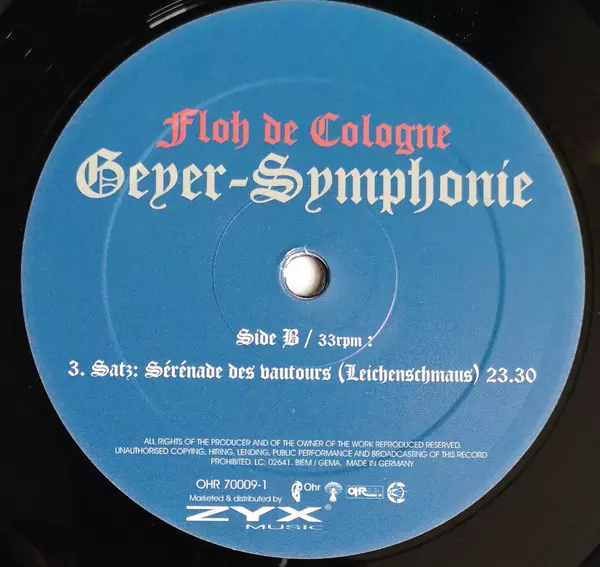 Floh de Cologne
Geyer-Symphonie
Side B / 33rpm :
3. Satz: Sérénade des vautours (Leichenschmaus) 23.30
ALL RIGHTS OF THE PRODUCER AND OF THE OWNER OF THE WORK REPRODUCED RESERVED.
UNAUTHORISED COPYING, HIRING, LENDING, PUBLIC PERFORMANCE AND BROADCASTING OF THIS RECORD
PROHIBITED. LC: 02641. BIEM / GEMA. MADE IN GERMANY
OHR 70009-1
Ohr
Marketed & distributed by
ZYX®
MUSIC